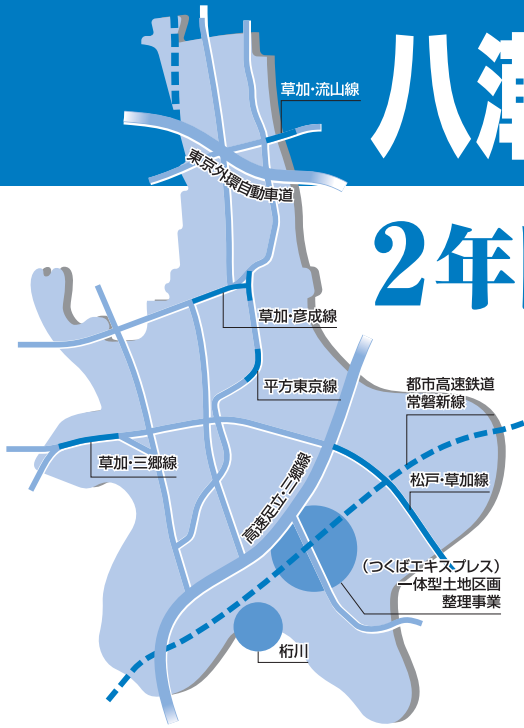 八潮
2年
草加・流山線
東京外環自動車道
草加・彦成線
平方東京線
都市高速鉄道
常磐新線
草加・三郷線
高速足立・三郷線
松戸・草加線
(つくばエキスプレス)
一体型土地区画
整理事業
桁川